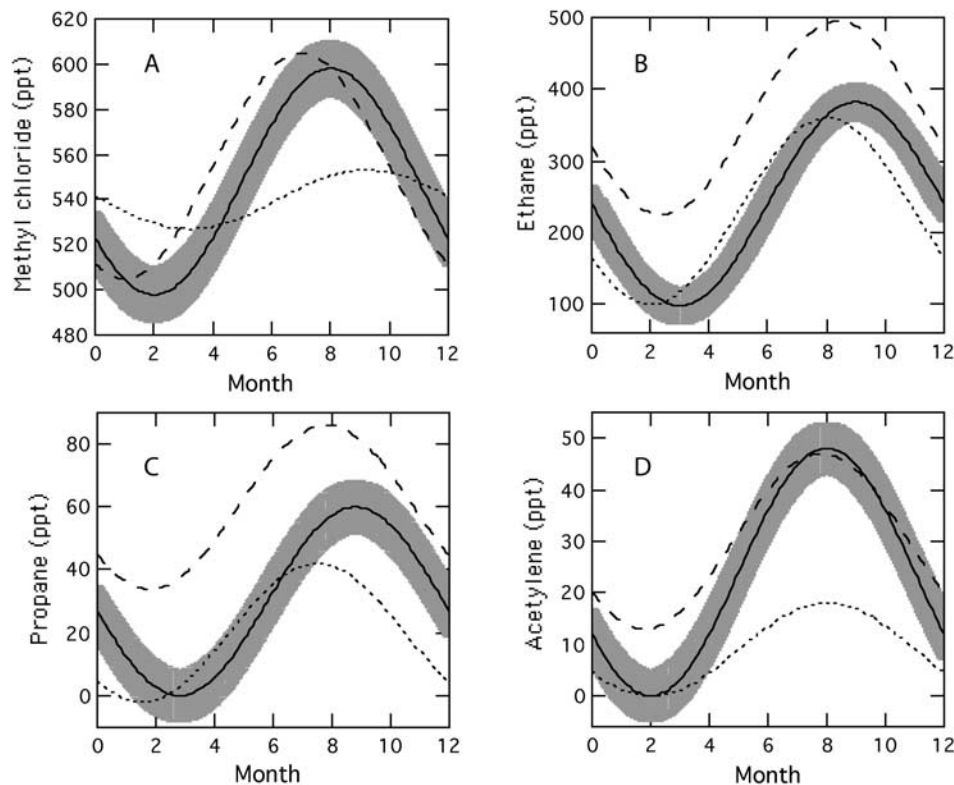 620
600
580
560
540
520
500
480
Methyl chloride (ppt)
A
0 2 4 6 8 10 12
Month
500
400
300
200
100
Ethane (ppt)
B
0 2 4 6 8 10 12
Month
80
60
40
20
0
Propane (ppt)
C
0 2 4 6 8 10 12
Month
50
40
30
20
10
0
Acetylene (ppt)
D
0 2 4 6 8 10 12
Month